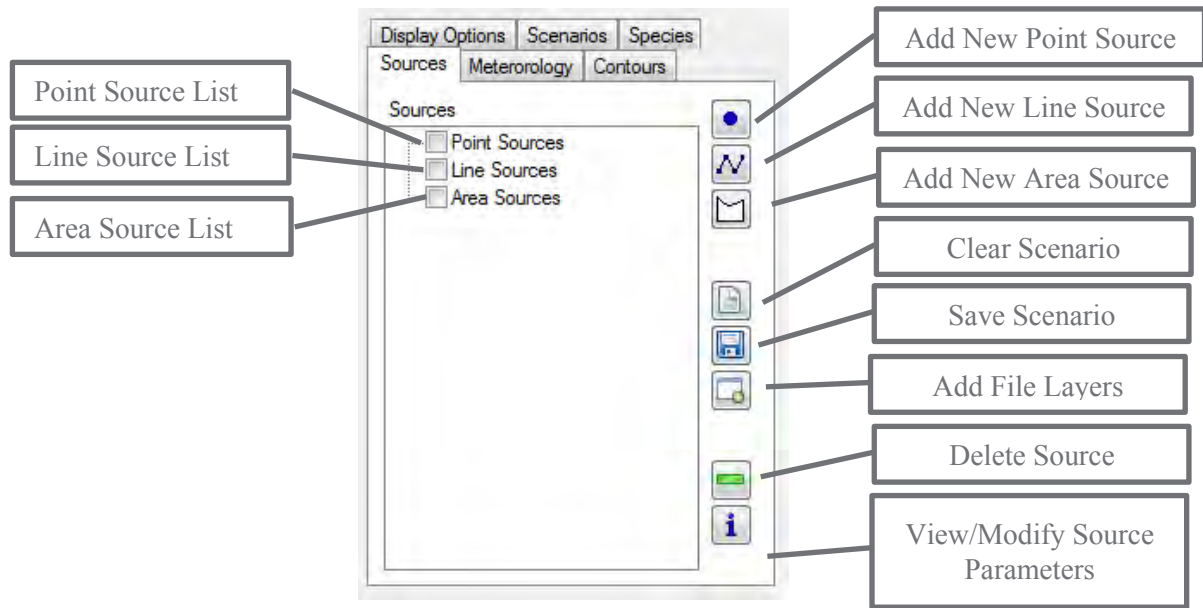 Display Options Scenarios Species
Sources Meterorology Contours
Sources
Point Sources
Line Sources
Area Sources
Point Source List
Line Source List
Area Source List
Add New Point Source
Add New Line Source
Add New Area Source
Clear Scenario
Save Scenario
Add File Layers
Delete Source
View/Modify Source
Parameters